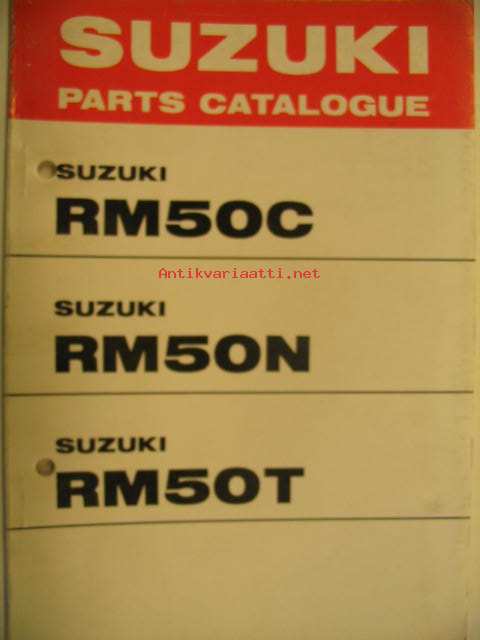 SUZUKI
PARTS CATALOGUE
SUZUKI
RM50C
Antikvariaatti.net
SUZUKI
RM50N
SUZUKI
RM50T